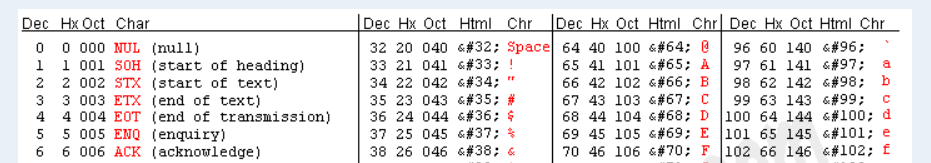 Dec Hx Oct Char Dec Hx Oct Html Chr Dec Hx Oct Html Chr Dec Hx Oct Html Chr
0 0 000 NUL (null) 32 20 040 &#32; Space 64 40 100 &#64; @ 96 60 140 &#96; `
1 1 001 SOH (start of heading) 33 21 041 &#33; ! 65 41 101 &#65; A 97 61 141 &#97; a
2 2 002 STX (start of text) 34 22 042 &#34; " 66 42 102 &#66; B 98 62 142 &#98; b
3 3 003 ETX (end of text) 35 23 043 &#35; # 67 43 103 &#67; C 99 63 143 &#99; c
4 4 004 EOT (end of transmission) 36 24 044 &#36; $ 68 44 104 &#68; D 100 64 144 &#100; d
5 5 005 ENQ (enquiry) 37 25 045 &#37; % 69 45 105 &#69; E 101 65 145 &#101; e
6 6 006 ACK (acknowledge) 38 26 046 &#38; & 70 46 106 &#70; F 102 66 146 &#102; f